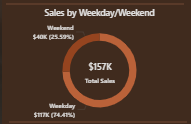 Sales by Weekday/Weekend
Weekend
$40K (25.59%)
$157K
Total Sales
Weekday
$117K (74.41%)